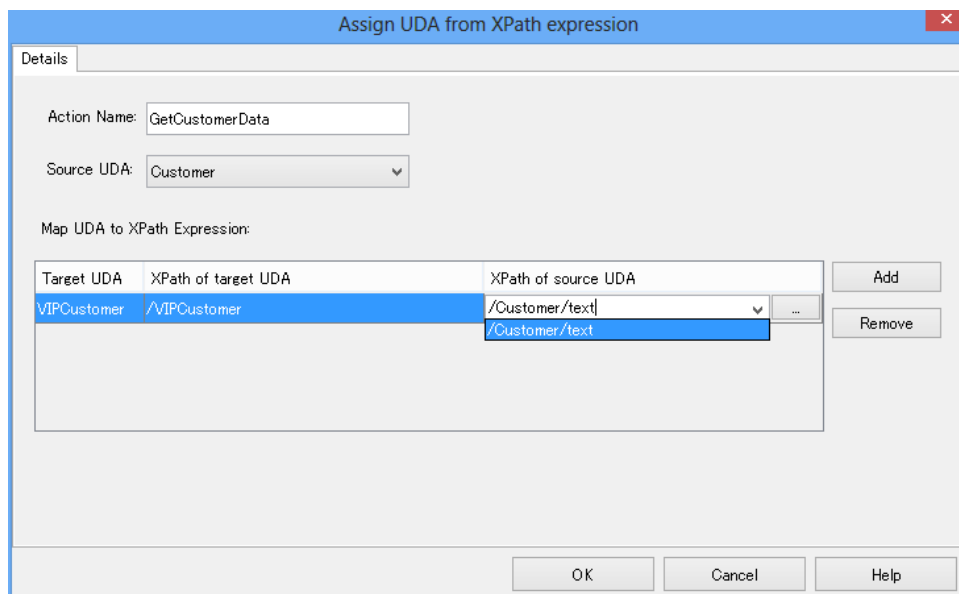 Assign UDA from XPath expression
Details
Action Name: GetCustomerData
Source UDA: Customer
Map UDA to XPath Expression:
Target UDA XPath of target UDA XPath of source UDA Add
VIPCustomer /VIPCustomer /Customer/text ...
/Customer/text
Remove
OK Cancel Help